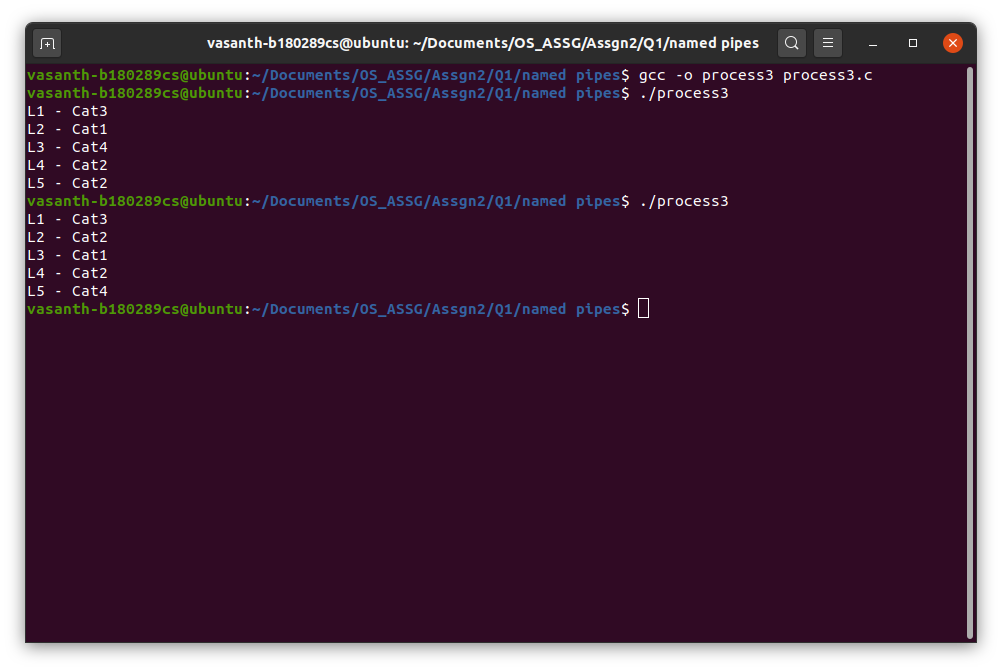 vasanth-b180289cs@ubuntu: ~/Documents/OS_ASSG/Assgn2/Q1/named pipes
vasanth-b180289cs@ubuntu:~/Documents/OS_ASSG/Assgn2/Q1/named pipes$ gcc -o process3 process3.c
vasanth-b180289cs@ubuntu:~/Documents/OS_ASSG/Assgn2/Q1/named pipes$ ./process3
L1 - Cat3
L2 - Cat1
L3 - Cat4
L4 - Cat2
L5 - Cat2
vasanth-b180289cs@ubuntu:~/Documents/OS_ASSG/Assgn2/Q1/named pipes$ ./process3
L1 - Cat3
L2 - Cat2
L3 - Cat1
L4 - Cat2
L5 - Cat4
vasanth-b180289cs@ubuntu:~/Documents/OS_ASSG/Assgn2/Q1/named pipes$